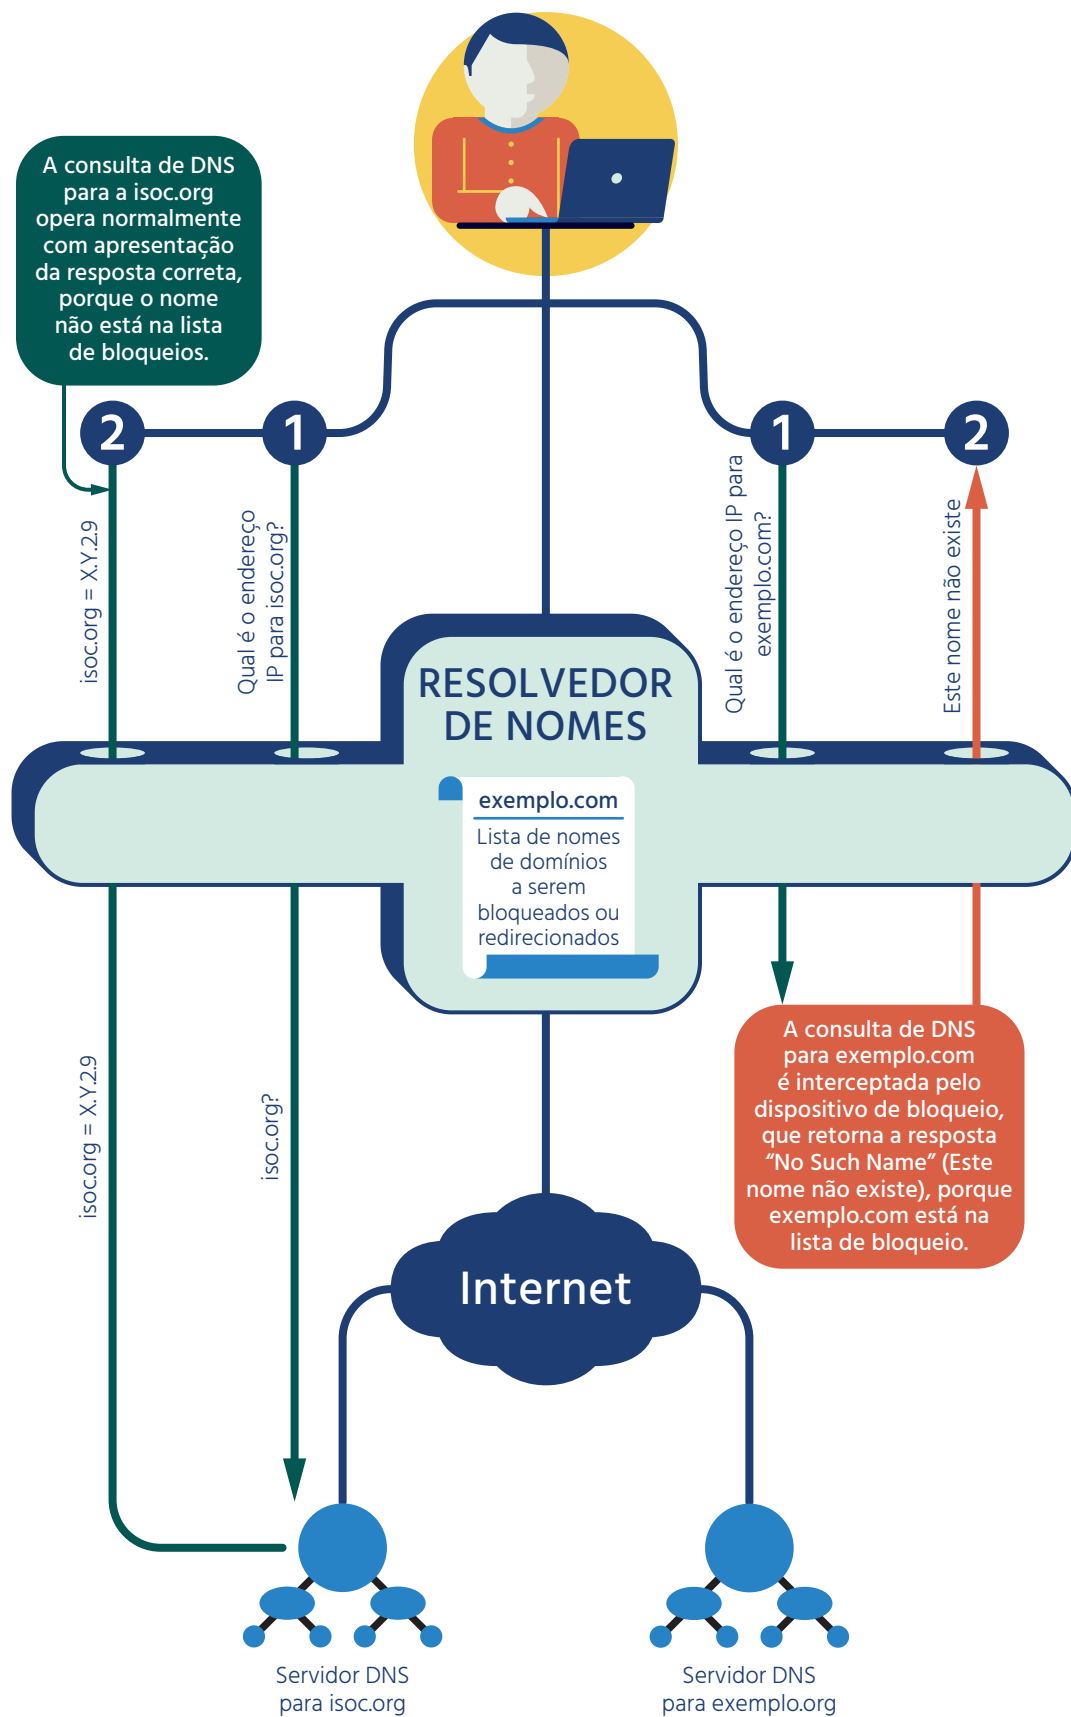 A consulta de DNS
para a isoc.org
opera normalmente
com apresentação
da resposta correta,
porque o nome
não está na lista
de bloqueios.
2
1
1
2
isoc.org = X.Y.2.9
Qual é o endereço
IP para isoc.org?
Qual é o endereço IP para
exemplo.com?
Este nome não existe
RESOLVEDOR
DE NOMES
exemplo.com
Lista de nomes
de domínios
a serem
bloqueados ou
redirecionados
isoc.org = X.Y.2.9
isoc.org?
A consulta de DNS
para exemplo.com
é interceptada pelo
dispositivo de bloqueio,
que retorna a resposta
“No Such Name” (Este
nome não existe), porque
exemplo.com está na
lista de bloqueio.
Internet
Servidor DNS
para isoc.org
Servidor DNS
para exemplo.org